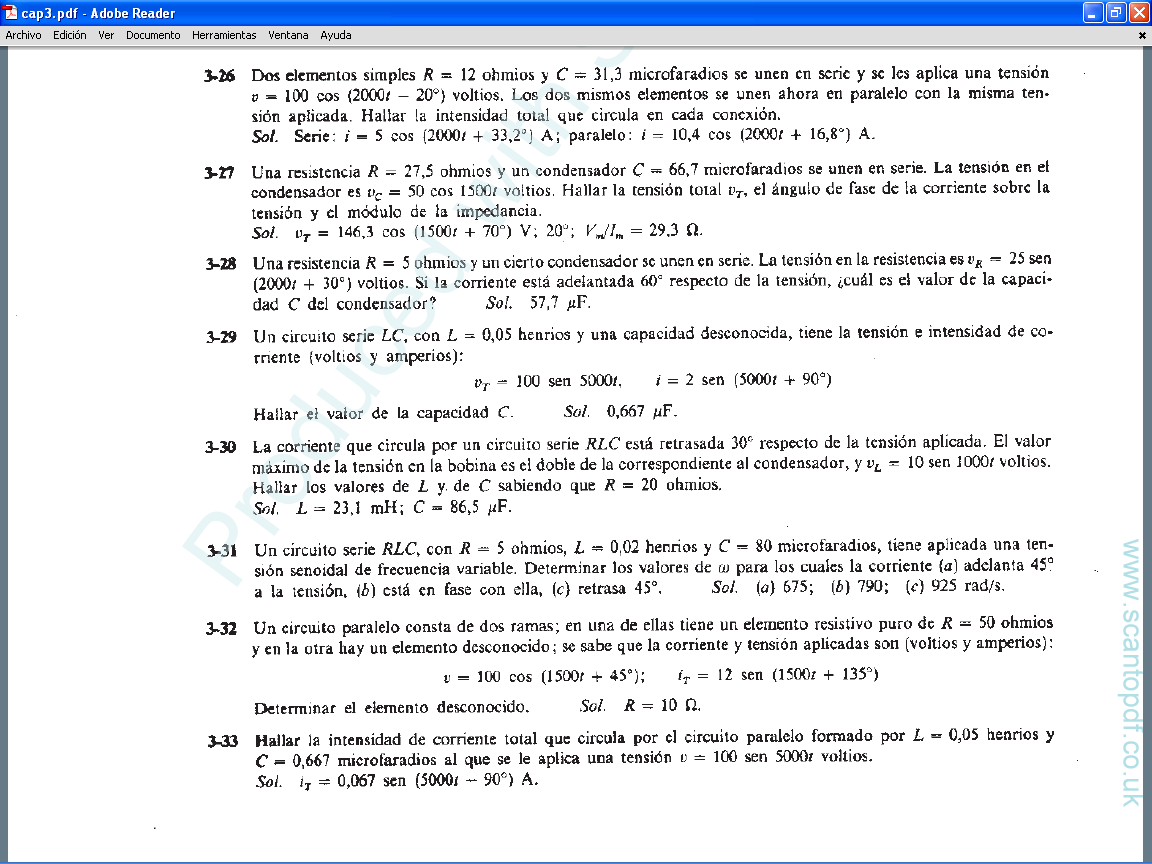 cap3.pdf - Adobe Reader
Archivo Edición Ver Documento Herramientas Ventana Ayuda
3-26 Dos elementos simples R = 12 ohmios y C = 31,3 microfaradios se unen en serie y se les aplica una tensión
v = 100 cos (2000t − 20°) voltios. Los dos mismos elementos se unen ahora en paralelo con la misma ten-
sión aplicada. Hallar la intensidad total que circula en cada conexión.
Sol. Serie: i = 5 cos (2000t + 33,2°) A; paralelo: i = 10,4 cos (2000t + 16,8°) A.
3-27 Una resistencia R = 27,5 ohmios y un condensador C = 66,7 microfaradios se unen en serie. La tensión en el
condensador es vC = 50 cos 1500t voltios. Hallar la tensión total vT, el ángulo de fase de la corriente sobre la
tensión y el módulo de la impedancia.
Sol. vT = 146,3 cos (1500t + 70°) V; 20°; Vm/Im = 29,3 Ω.
3-28 Una resistencia R = 5 ohmios y un cierto condensador se unen en serie. La tensión en la resistencia es vR = 25 sen
(2000t + 30°) voltios. Si la corriente está adelantada 60° respecto de la tensión, ¿cuál es el valor de la capaci-
dad C del condensador? Sol. 57,7 μF.
3-29 Un circuito serie LC, con L = 0,05 henrios y una capacidad desconocida, tiene la tensión e intensidad de co-
rriente (voltios y amperios):
vT = 100 sen 5000t, i = 2 sen (5000t + 90°)
Hallar el valor de la capacidad C. Sol. 0,667 μF.
3-30 La corriente que circula por un circuito serie RLC está retrasada 30° respecto de la tensión aplicada. El valor
máximo de la tensión en la bobina es el doble de la correspondiente al condensador, y vL = 10 sen 1000t voltios.
Hallar los valores de L y de C sabiendo que R = 20 ohmios.
Sol. L = 23,1 mH; C = 86,5 μF.
3-31 Un circuito serie RLC, con R = 5 ohmios, L = 0,02 henrios y C = 80 microfaradios, tiene aplicada una ten-
sión senoidal de frecuencia variable. Determinar los valores de ω para los cuales la corriente (a) adelanta 45°
a la tensión, (b) está en fase con ella, (c) retrasa 45°. Sol. (a) 675; (b) 790; (c) 925 rad/s.
3-32 Un circuito paralelo consta de dos ramas; en una de ellas tiene un elemento resistivo puro de R = 50 ohmios
y en la otra hay un elemento desconocido; se sabe que la corriente y tensión aplicadas son (voltios y amperios):
v = 100 cos (1500t + 45°); iT = 12 sen (1500t + 135°)
Determinar el elemento desconocido. Sol. R = 10 Ω.
3-33 Hallar la intensidad de corriente total que circula por el circuito paralelo formado por L = 0,05 henrios y
C = 0,667 microfaradios al que se le aplica una tensión v = 100 sen 5000t voltios.
Sol. iT = 0,067 sen (5000t − 90°) A.
Produced with S
www.scantopdf.co.uk